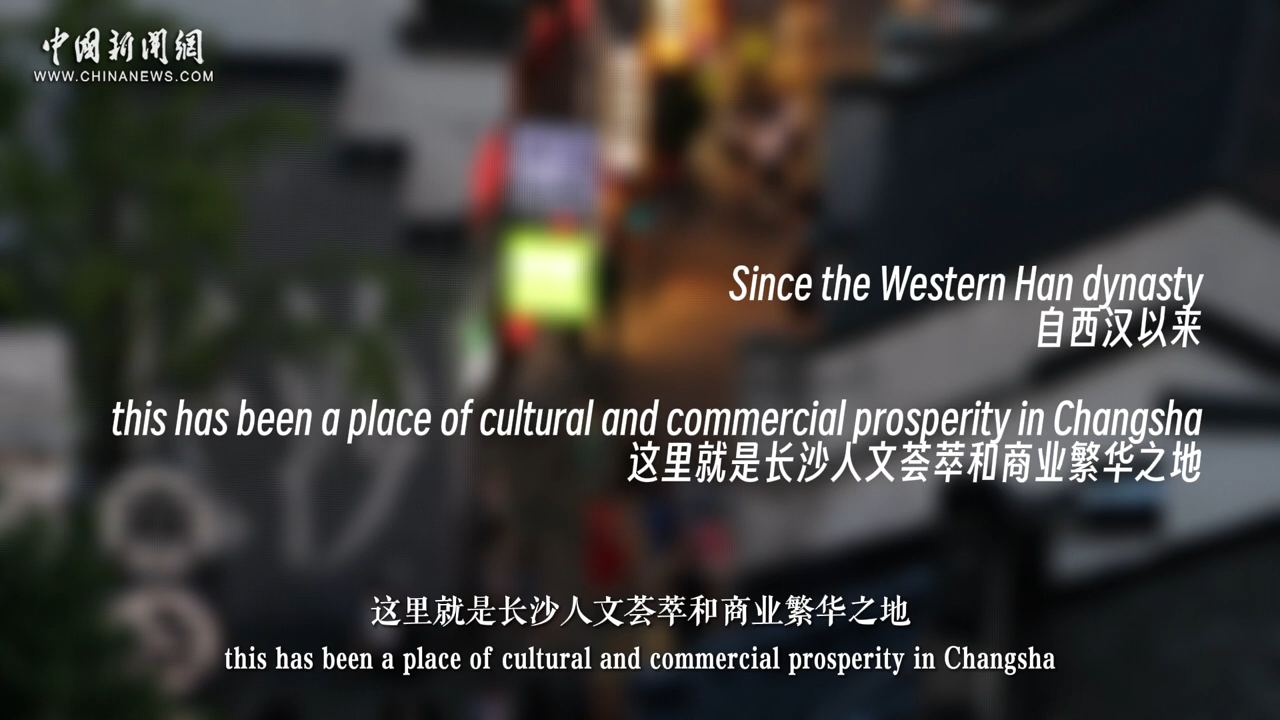 中国新闻網
WWW.CHINANEWS.COM
Since the Western Han dynasty
自西汉以来
this has been a place of cultural and commercial prosperity in Changsha
这里就是长沙人文荟萃和商业繁华之地
这里就是长沙人文荟萃和商业繁华之地
this has been a place of cultural and commercial prosperity in Changsha